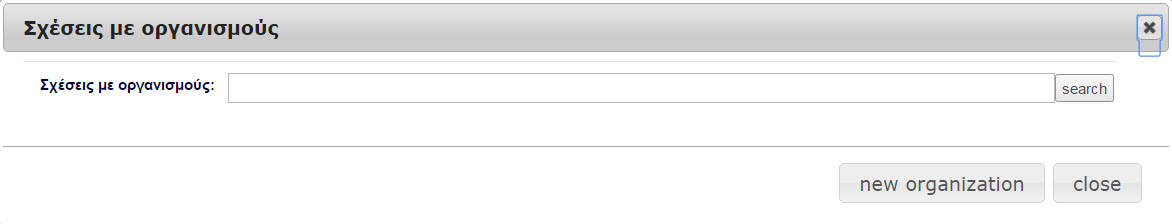 Σχέσεις με οργανισμούς
Σχέσεις με οργανισμούς: search
new organization close